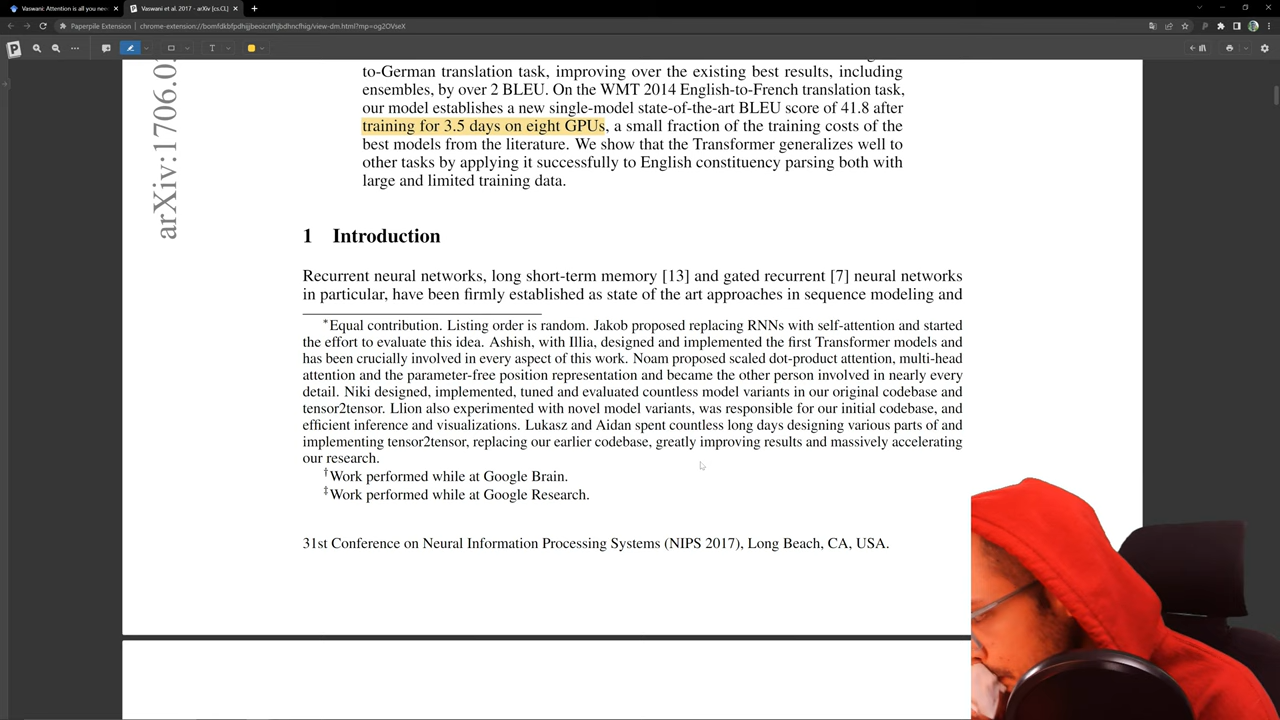 Vaswani: Attention is all you nee
Vaswani et al. 2017 - arXiv [cs.CL]
Paperpile Extension
chrome-extension://bomfdkbfpdhijjbeoicnfhjbdhncfhig/view-dm.html?mp=og2OVseX
T
arXiv:1706.0
to-German translation task, improving over the existing best results, including
ensembles, by over 2 BLEU. On the WMT 2014 English-to-French translation task,
our model establishes a new single-model state-of-the-art BLEU score of 41.8 after
training for 3.5 days on eight GPUs, a small fraction of the training costs of the
best models from the literature. We show that the Transformer generalizes well to
other tasks by applying it successfully to English constituency parsing both with
large and limited training data.
1 Introduction
Recurrent neural networks, long short-term memory [13] and gated recurrent [7] neural networks
in particular, have been firmly established as state of the art approaches in sequence modeling and
*Equal contribution. Listing order is random. Jakob proposed replacing RNNs with self-attention and started
the effort to evaluate this idea. Ashish, with Illia, designed and implemented the first Transformer models and
has been crucially involved in every aspect of this work. Noam proposed scaled dot-product attention, multi-head
attention and the parameter-free position representation and became the other person involved in nearly every
detail. Niki designed, implemented, tuned and evaluated countless model variants in our original codebase and
tensor2tensor. Llion also experimented with novel model variants, was responsible for our initial codebase, and
efficient inference and visualizations. Lukasz and Aidan spent countless long days designing various parts of and
implementing tensor2tensor, replacing our earlier codebase, greatly improving results and massively accelerating
our research.
†Work performed while at Google Brain.
‡Work performed while at Google Research.
31st Conference on Neural Information Processing Systems (NIPS 2017), Long Beach, CA, USA.